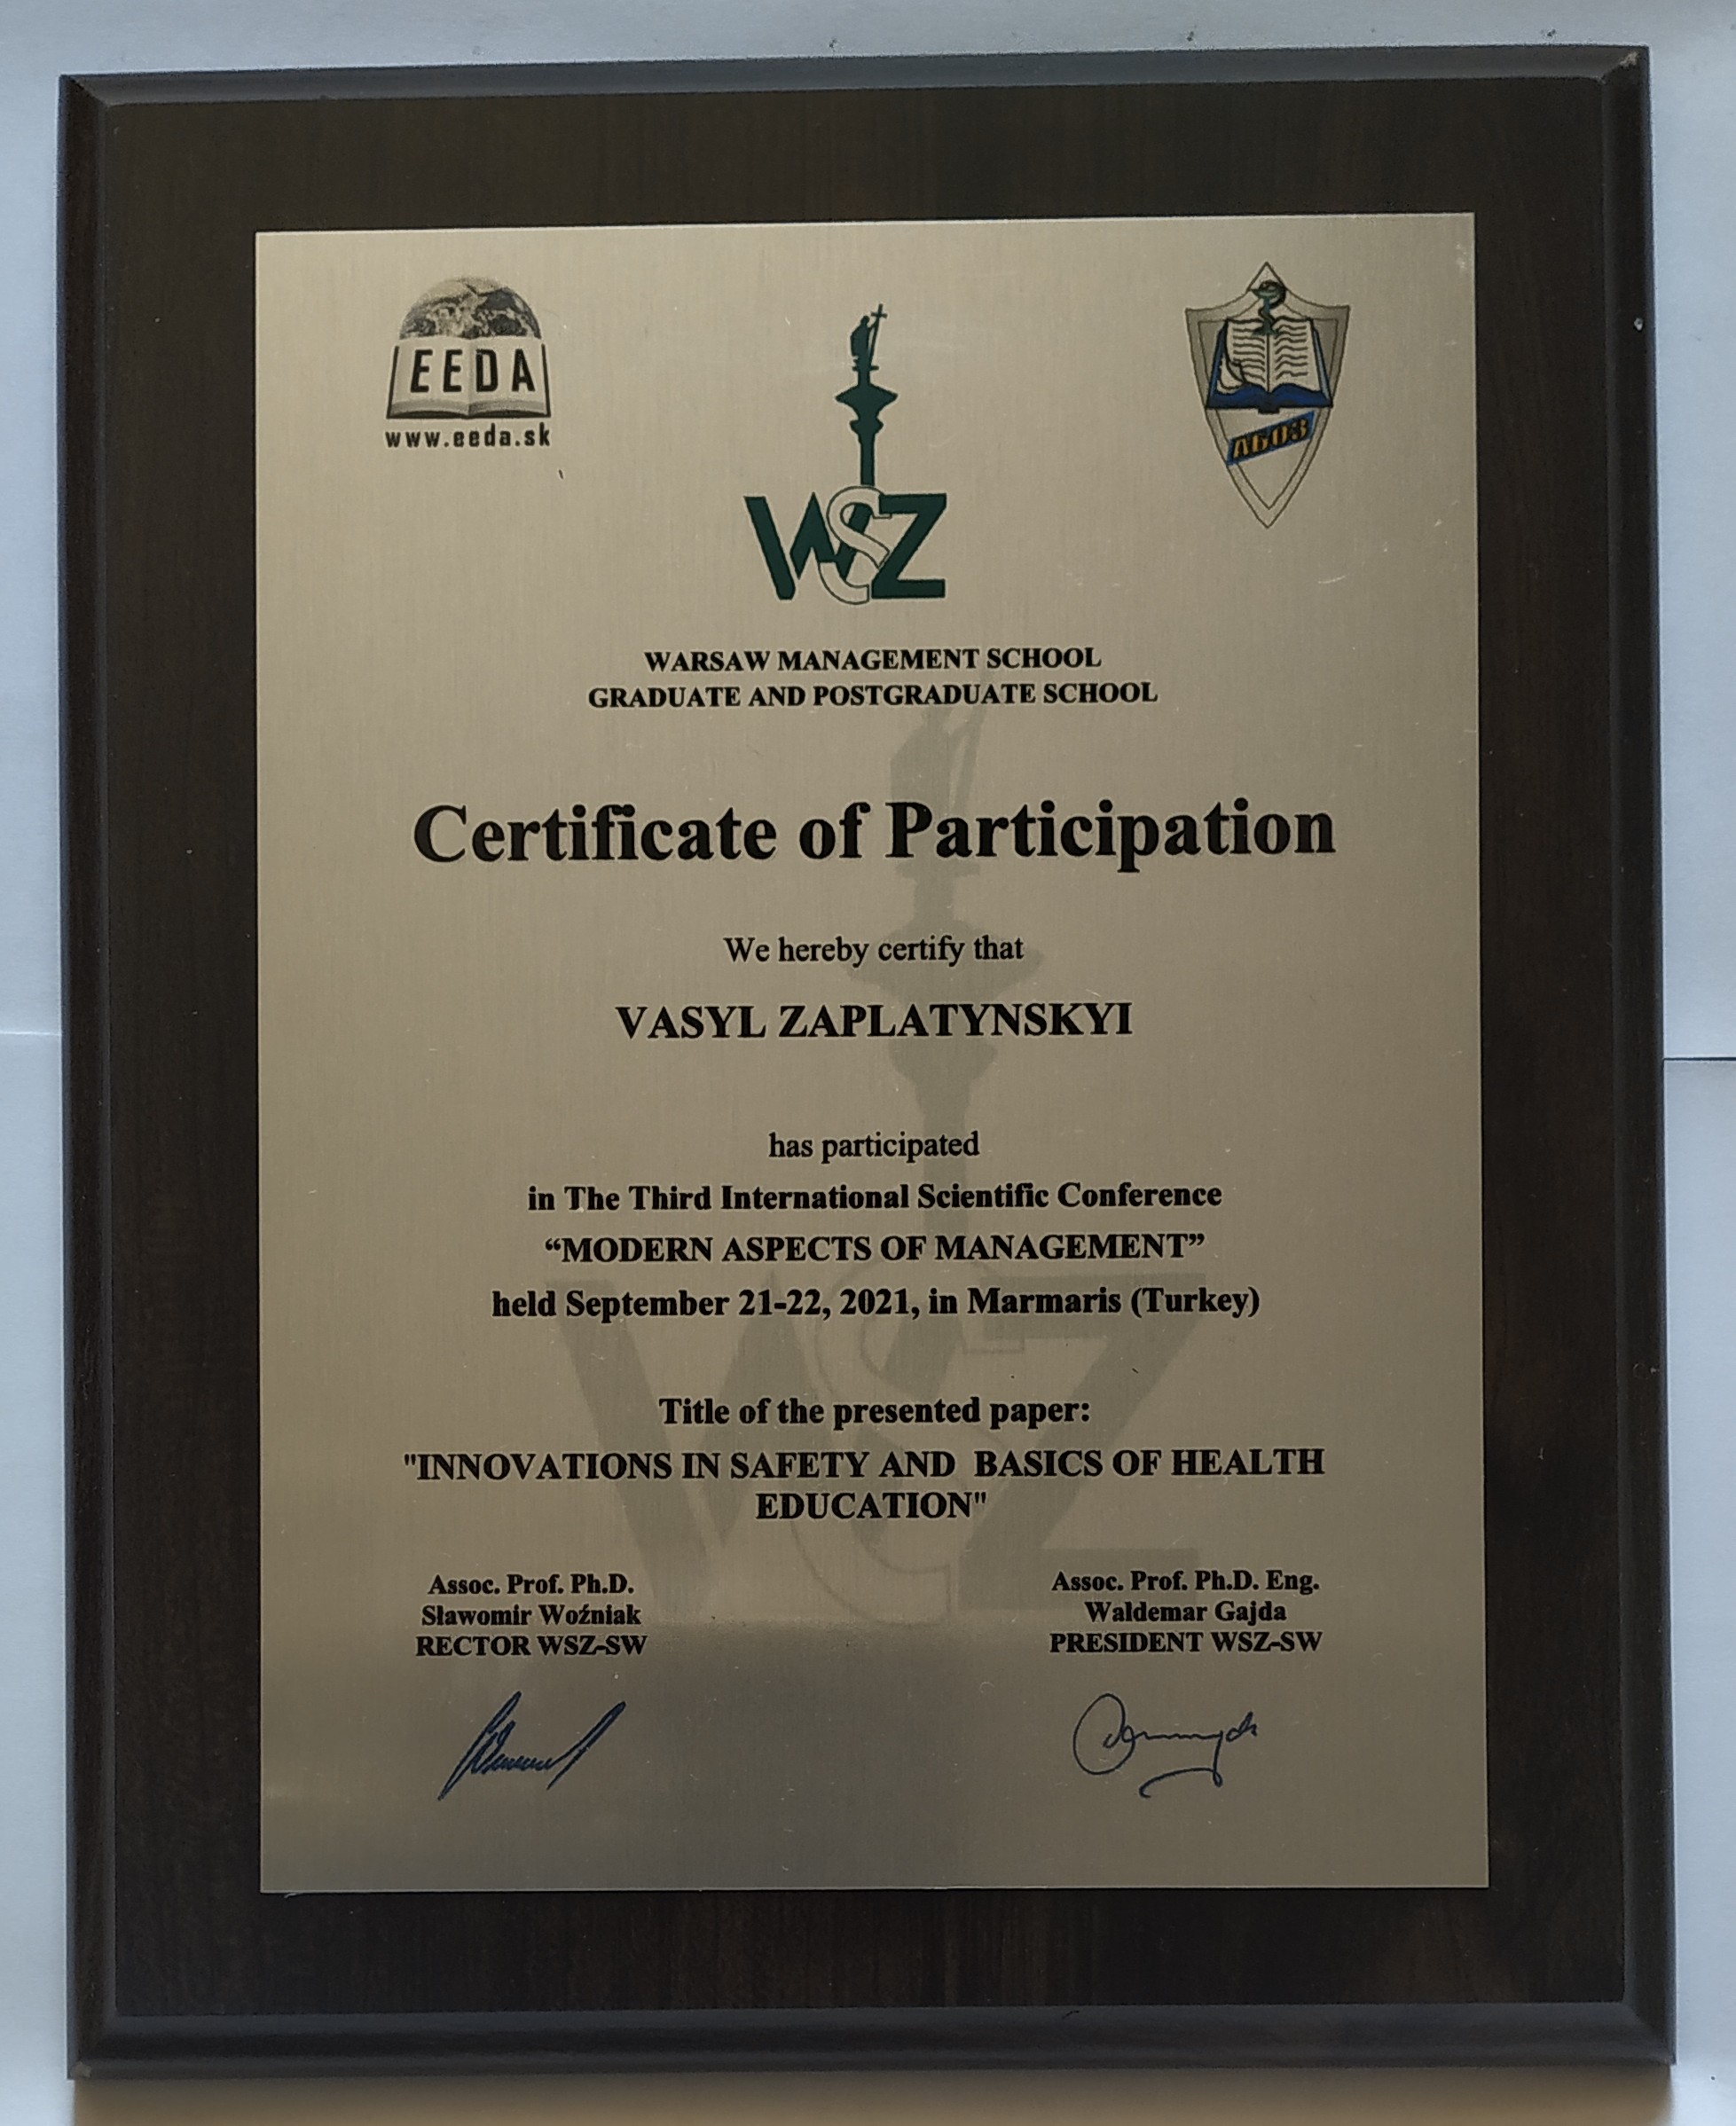 EEDA
www.eeda.sk
АБОЗ
WSZ
WARSAW MANAGEMENT SCHOOL
GRADUATE AND POSTGRADUATE SCHOOL
Certificate of Participation
We hereby certify that
VASYL ZAPLATYNSKYI
has participated
in The Third International Scientific Conference
“MODERN ASPECTS OF MANAGEMENT”
held September 21-22, 2021, in Marmaris (Turkey)
Title of the presented paper:
"INNOVATIONS IN SAFETY AND BASICS OF HEALTH
EDUCATION"
Assoc. Prof. Ph.D.
Sławomir Woźniak
RECTOR WSZ-SW
Assoc. Prof. Ph.D. Eng.
Waldemar Gajda
PRESIDENT WSZ-SW